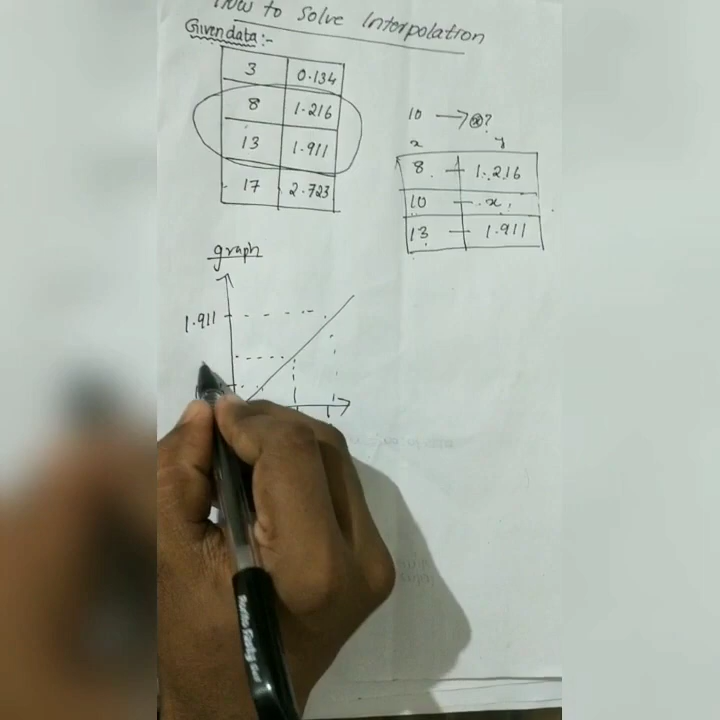 How to Solve Interpolation
Given data:-
3 0.134
8 1.216
13 1.911
17 2.723
10 → x?
x y
8 1.216
10 x
13 1.911
graph
1.911